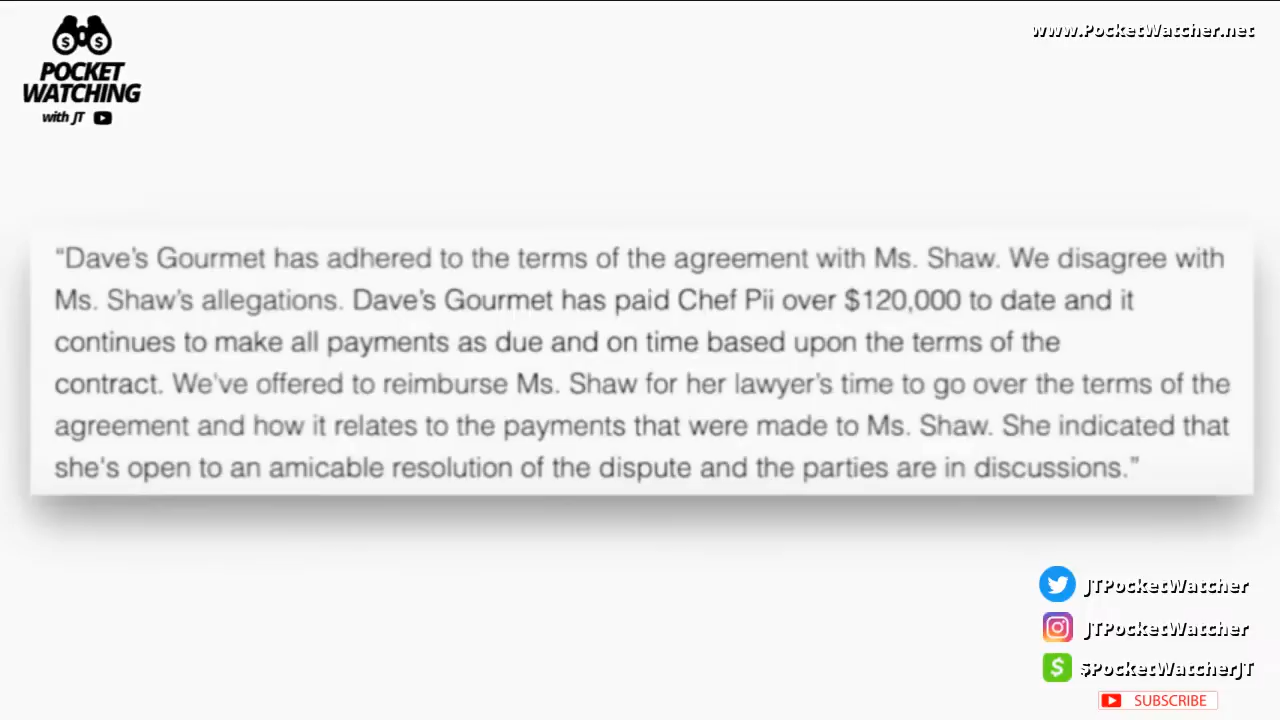 POCKET
WATCHING
with JT
www.PocketWatcher.net
“Dave’s Gourmet has adhered to the terms of the agreement with Ms. Shaw. We disagree with
Ms. Shaw’s allegations. Dave’s Gourmet has paid Chef Pii over $120,000 to date and it
continues to make all payments as due and on time based upon the terms of the
contract. We've offered to reimburse Ms. Shaw for her lawyer’s time to go over the terms of the
agreement and how it relates to the payments that were made to Ms. Shaw. She indicated that
she's open to an amicable resolution of the dispute and the parties are in discussions.”
JTPocketWatcher
JTPocketWatcher
$PocketWatcherJT
SUBSCRIBE